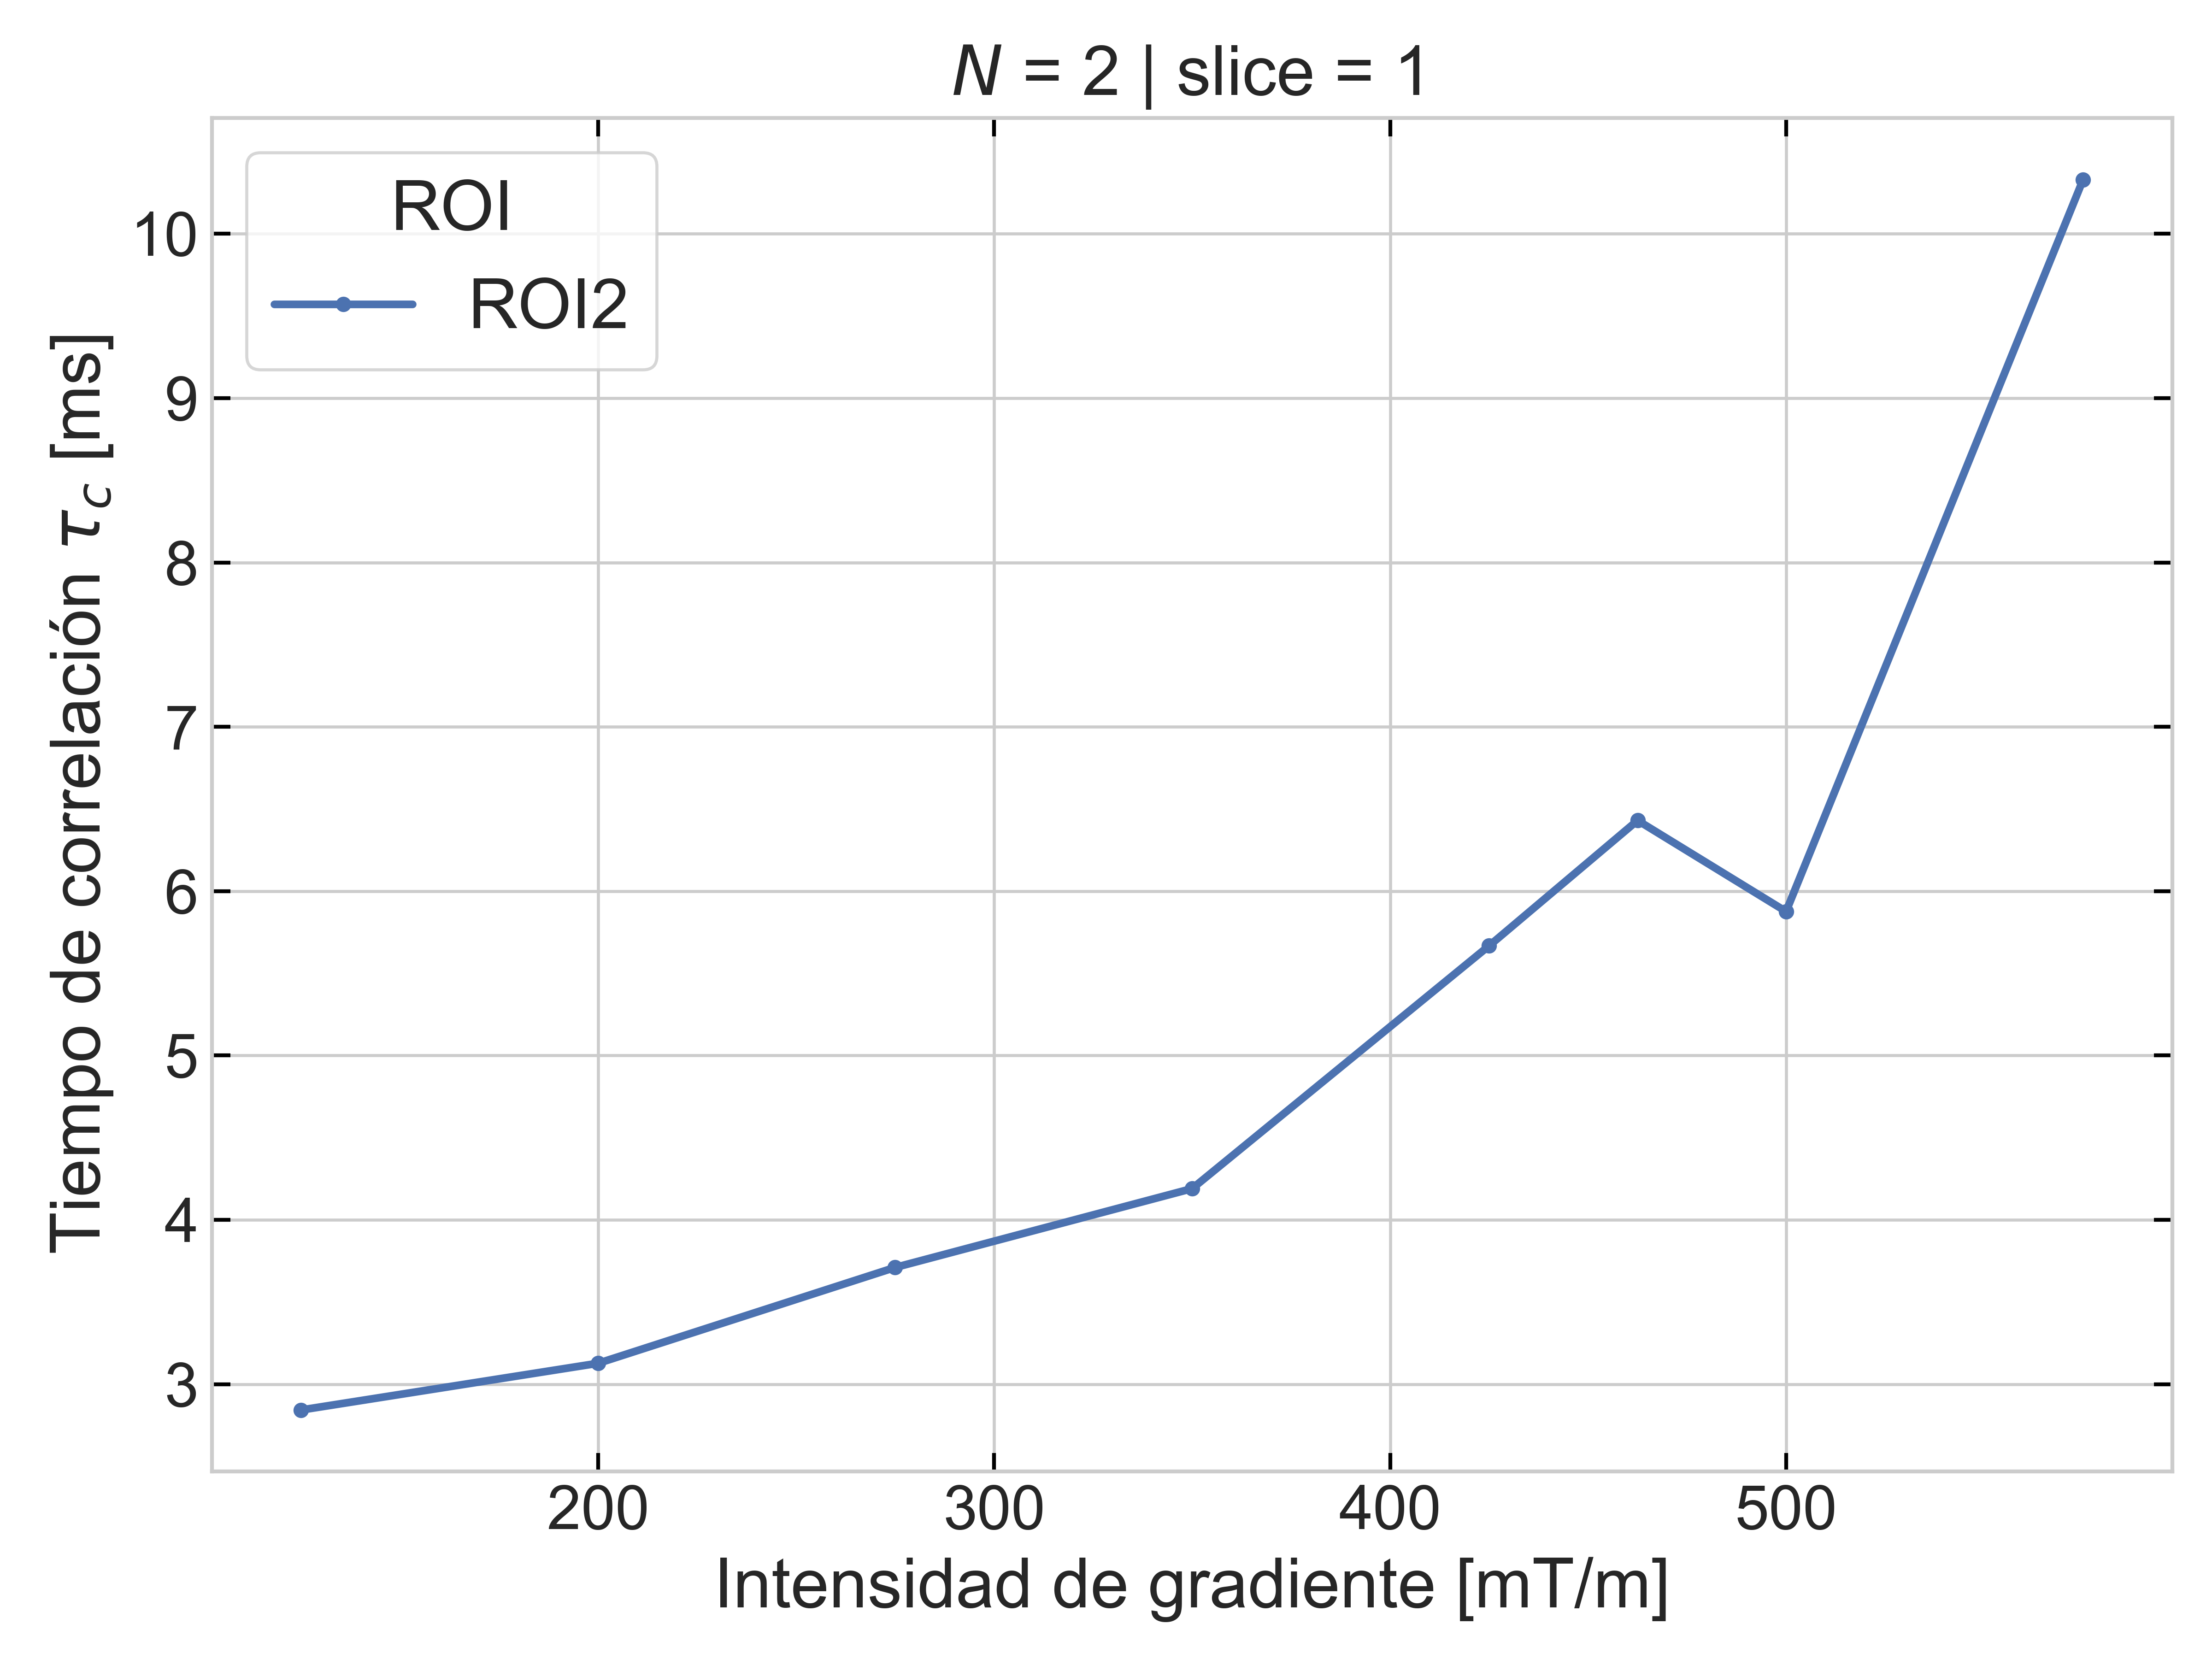 N = 2 | slice = 1
ROI
ROI2
Tiempo de correlación τc [ms]
10
9
8
7
6
5
4
3
200 300 400 500
Intensidad de gradiente [mT/m]